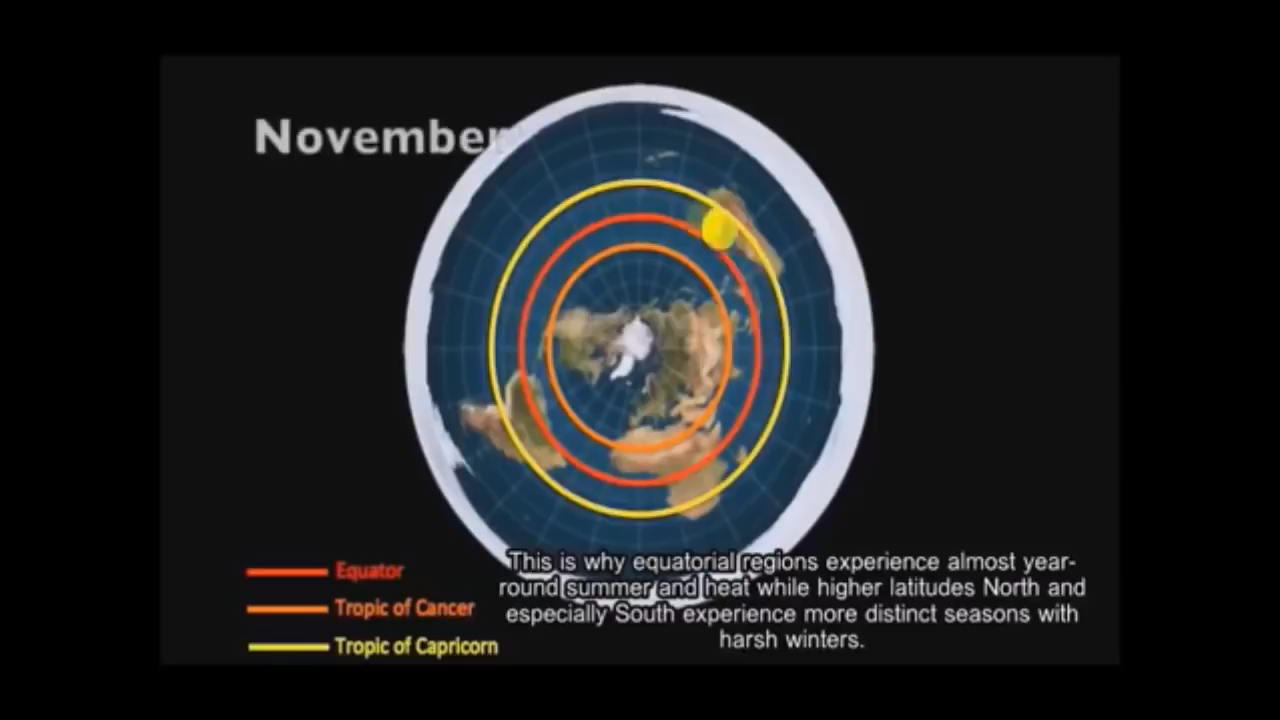 November
Equator
Tropic of Cancer
Tropic of Capricorn
This is why equatorial regions experience almost year-
round summer and heat while higher latitudes North and
especially South experience more distinct seasons with
harsh winters.